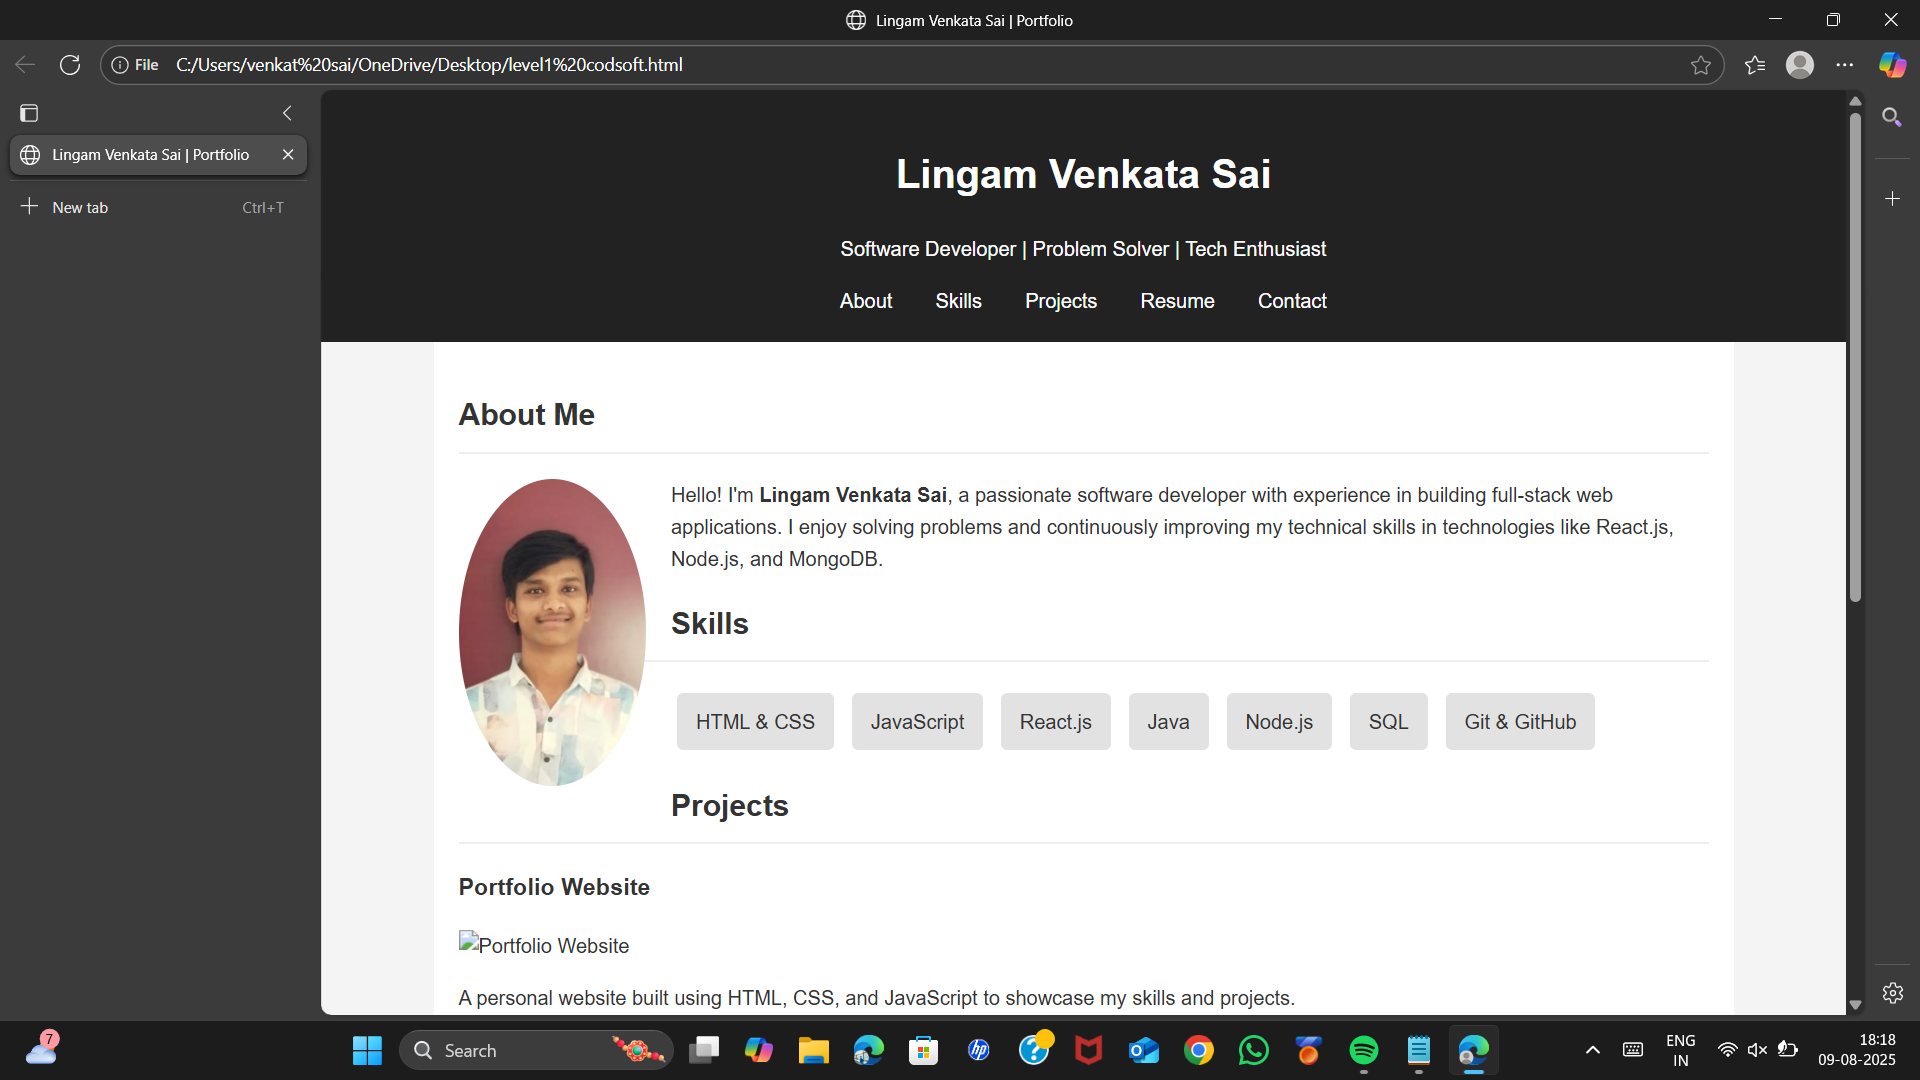 Lingam Venkata Sai | Portfolio
File C:/Users/venkat%20sai/OneDrive/Desktop/level1%20codsoft.html
Lingam Venkata Sai | Portfolio
New tab Ctrl+T
Lingam Venkata Sai
Software Developer | Problem Solver | Tech Enthusiast
About Skills Projects Resume Contact
About Me
Hello! I'm Lingam Venkata Sai, a passionate software developer with experience in building full-stack web
applications. I enjoy solving problems and continuously improving my technical skills in technologies like React.js,
Node.js, and MongoDB.
Skills
HTML & CSS JavaScript React.js Java Node.js SQL Git & GitHub
Projects
Portfolio Website
Portfolio Website
A personal website built using HTML, CSS, and JavaScript to showcase my skills and projects.
7
Search
hp
ENG
IN
18:18
09-08-2025